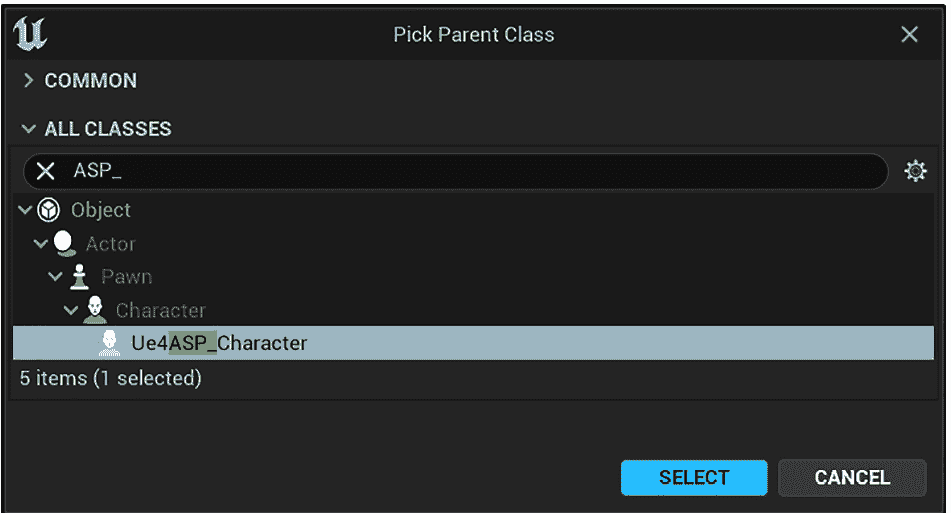 Pick Parent Class
COMMON
ALL CLASSES
ASP_
Object
Actor
Pawn
Character
Ue4ASP_Character
5 items (1 selected)
SELECT CANCEL